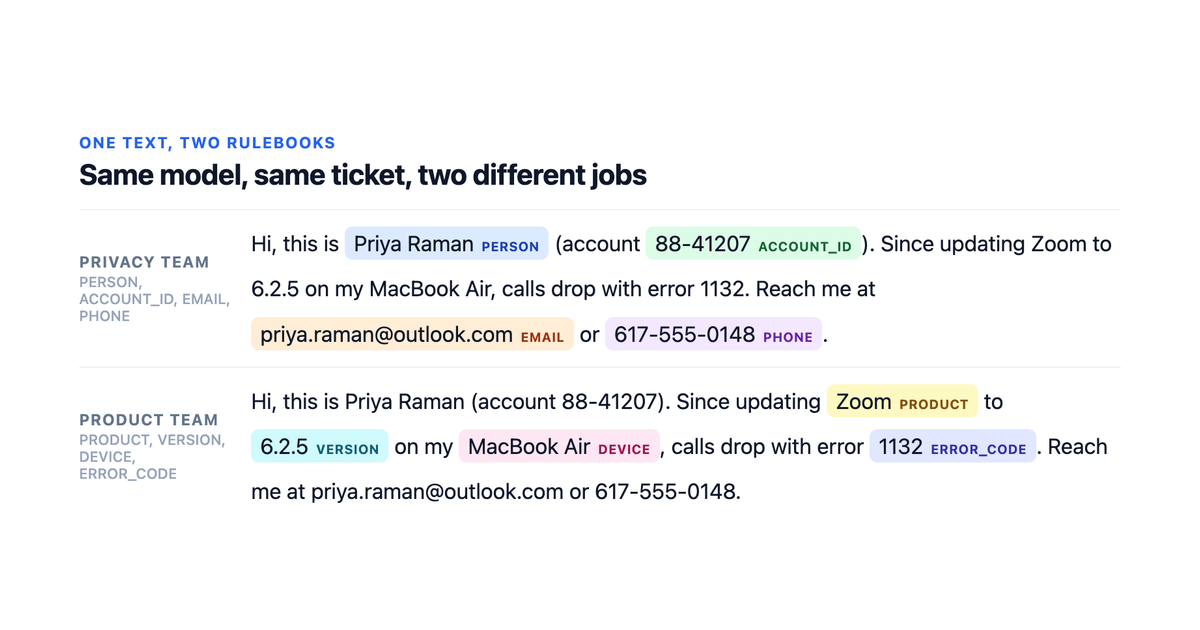 ONE TEXT, TWO RULEBOOKS
Same model, same ticket, two different jobs
PRIVACY TEAM
PERSON,
ACCOUNT_ID, EMAIL,
PHONE
Hi, this is Priya Raman PERSON (account 88-41207 ACCOUNT_ID). Since updating Zoom to
6.2.5 on my MacBook Air, calls drop with error 1132. Reach me at
priya.raman@outlook.com EMAIL or 617-555-0148 PHONE.
PRODUCT TEAM
PRODUCT, VERSION,
DEVICE,
ERROR_CODE
Hi, this is Priya Raman (account 88-41207). Since updating Zoom PRODUCT to
6.2.5 VERSION on my MacBook Air DEVICE, calls drop with error 1132 ERROR_CODE. Reach
me at priya.raman@outlook.com or 617-555-0148.